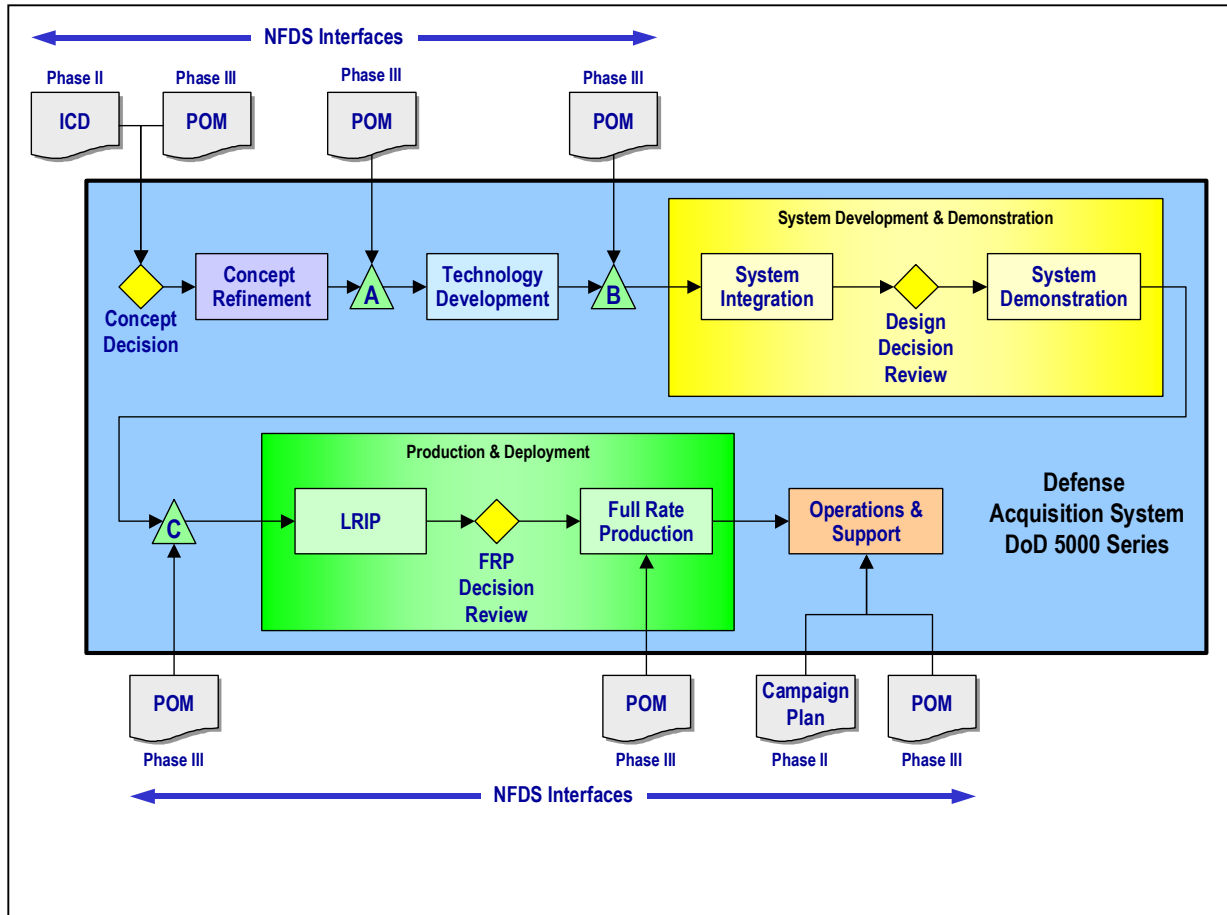 NFDS Interfaces
Phase II
Phase III
Phase III
Phase III
ICD
POM
POM
POM
System Development & Demonstration
Concept
Refinement
A
Technology
Development
B
System
Integration
System
Demonstration
Concept
Decision
Design
Decision
Review
Production & Deployment
C
LRIP
Full Rate
Production
Operations &
Support
FRP
Decision
Review
Defense
Acquisition System
DoD 5000 Series
POM
POM
Campaign
Plan
POM
Phase III
Phase III
Phase II
Phase III
NFDS Interfaces